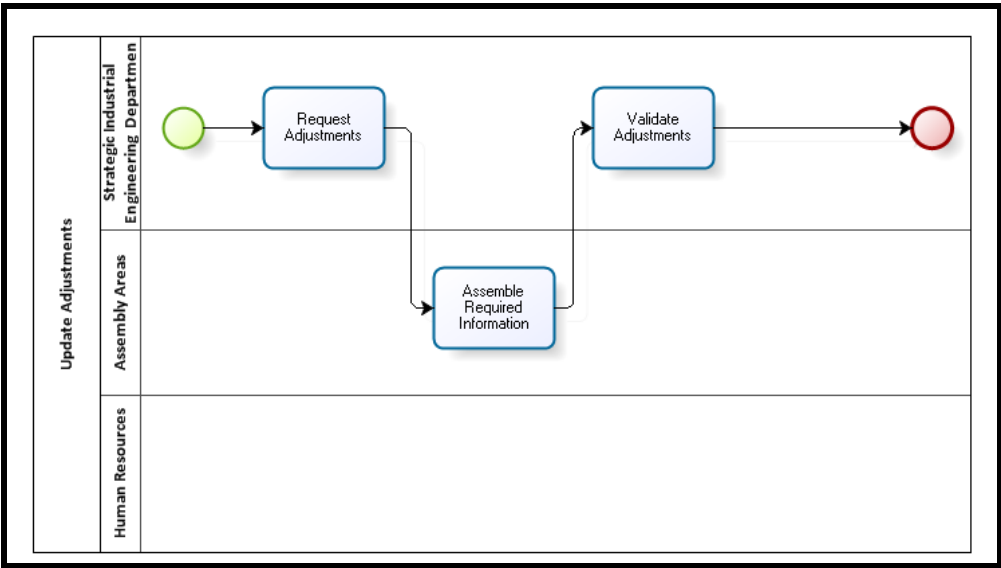 Update Adjustments
Strategic Industrial
Engineering Departmen
Request
Adjustments
Validate
Adjustments
Assembly Areas
Assemble
Required
Information
Human Resources